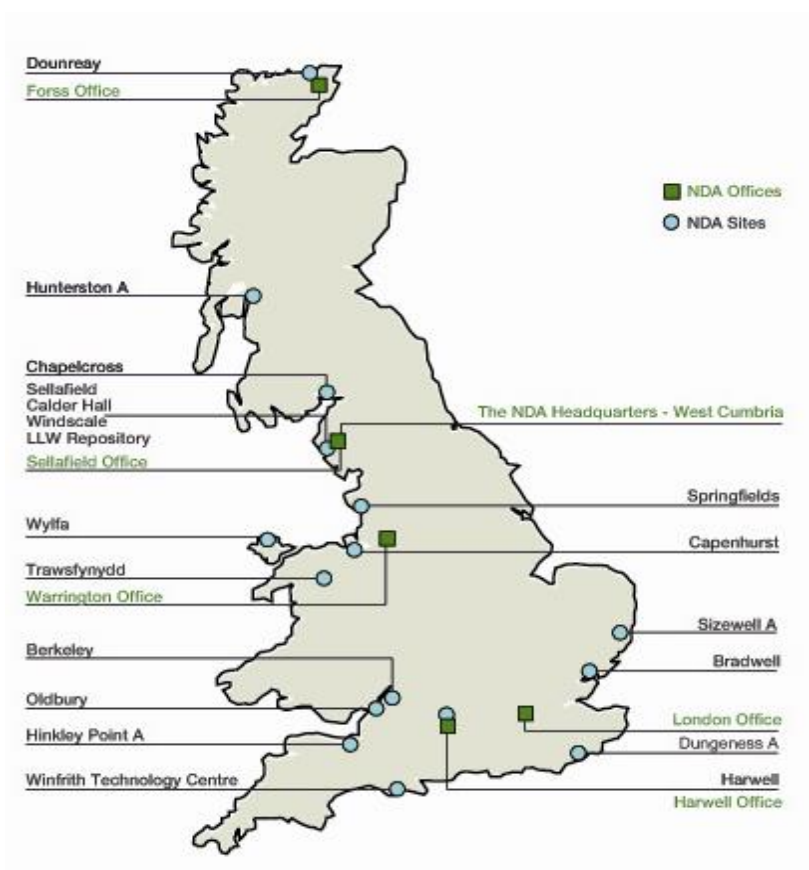 Dounreay
Forss Office
NDA Offices
NDA Sites
Hunterston A
Chapelcross
Sellafield
Calder Hall
Windscale
LLW Repository
Sellafield Office
The NDA Headquarters - West Cumbria
Springfields
Wylfa
Capenhurst
Trawsfynydd
Warrington Office
Sizewell A
Berkeley
Bradwell
Oldbury
London Office
Hinkley Point A
Dungeness A
Winfrith Technology Centre
Harwell
Harwell Office